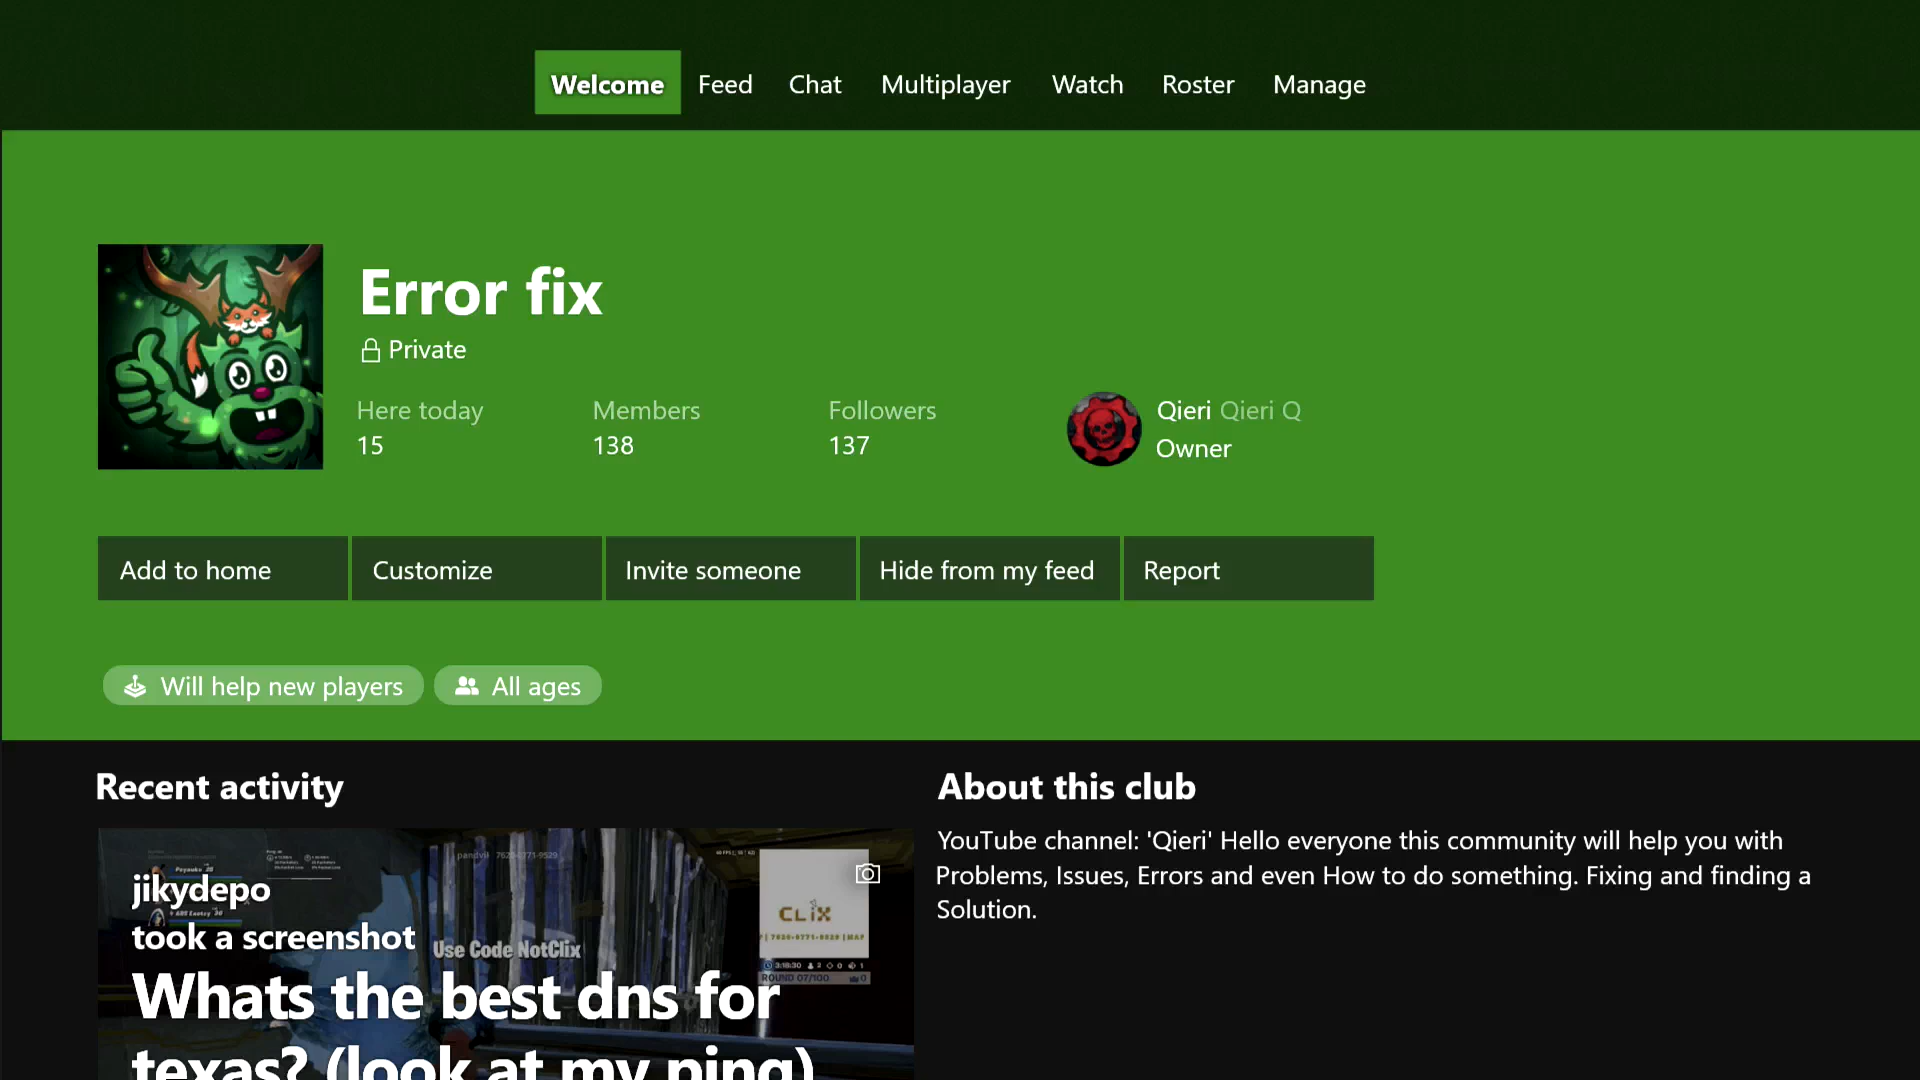 Welcome
Feed
Chat
Multiplayer
Watch
Roster
Manage
Error fix
Private
Here today
15
Members
138
Followers
137
Qieri Qieri Q
Owner
Add to home
Customize
Invite someone
Hide from my feed
Report
Will help new players
All ages
Recent activity
jikydepo
took a screenshot
Whats the best dns for
texas? (look at my ping)
Use Code NotClix
CLiX
ROUND 07/100
About this club
YouTube channel: 'Qieri' Hello everyone this community will help you with
Problems, Issues, Errors and even How to do something. Fixing and finding a
Solution.